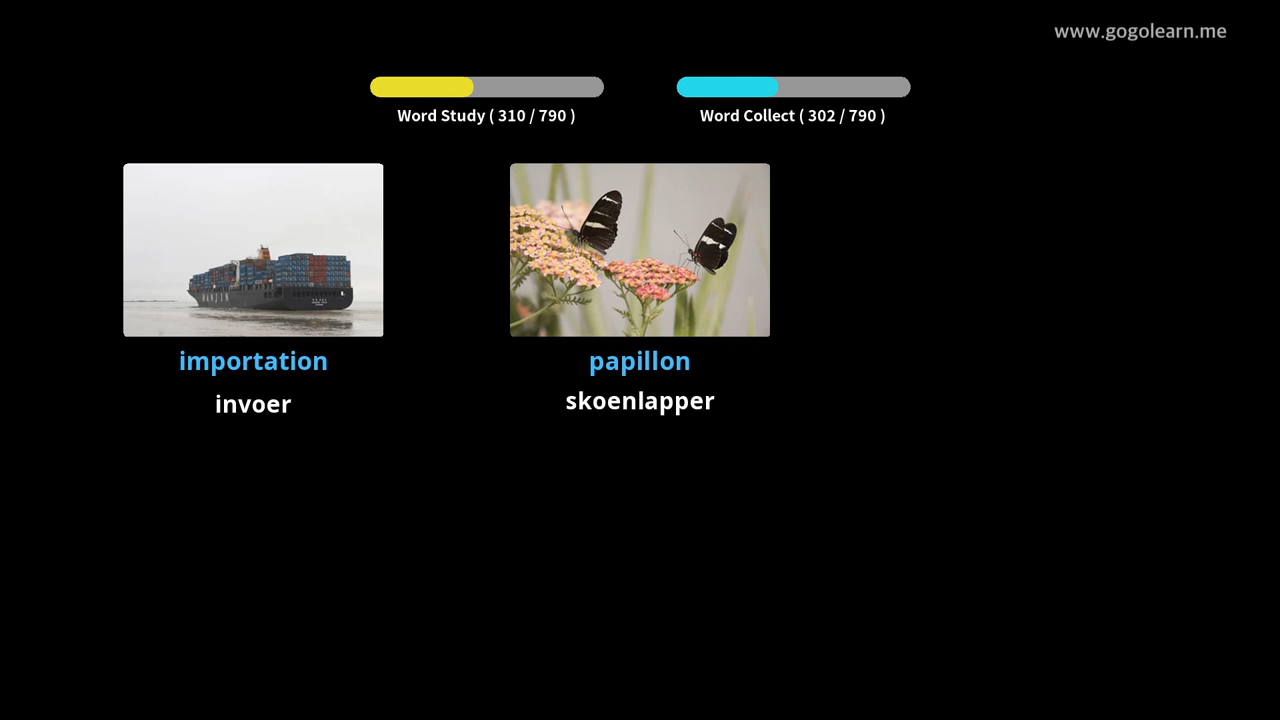 www.gogolearn.me
Word Study ( 310 / 790 )
Word Collect ( 302 / 790 )
importation
papillon
invoer
skoenlapper